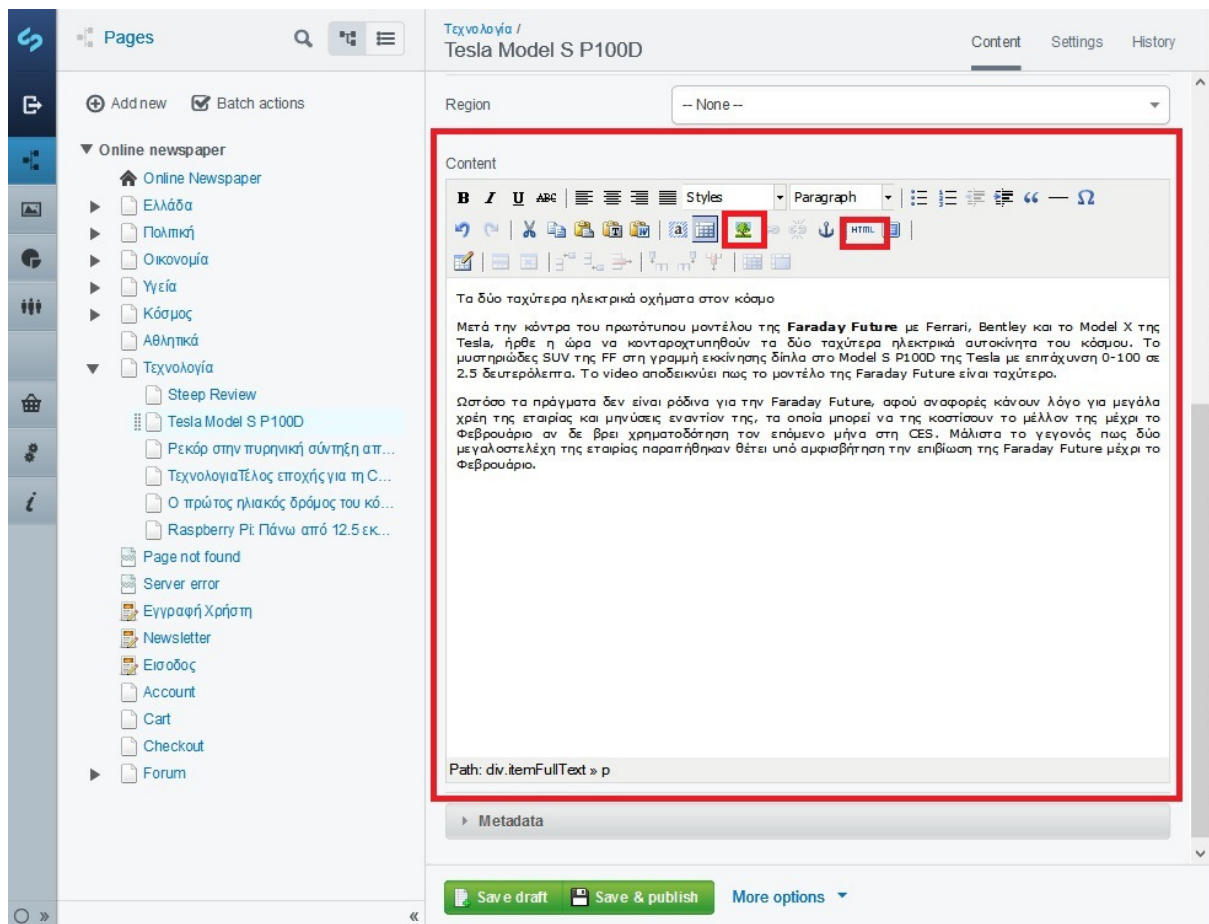 Pages
Τεχνολογία /
Tesla Model S P100D
Content Settings History
Add new Batch actions
Region -- None --
Online newspaper
Online Newspaper
Ελλάδα
Πολιτική
Οικονομία
Υγεία
Κόσμος
Αθλητικά
Τεχνολογία
Steep Review
Tesla Model S P100D
Ρεκόρ στην πυρηνική σύντηξη απ...
ΤεχνολογιαΤέλος εποχής για τη C...
Ο πρώτος ηλιακός δρόμος του κό...
Raspberry Pi: Πάνω από 12.5 εκ...
Page not found
Server error
Εγγραφή Χρήστη
Newsletter
Εισοδος
Account
Cart
Checkout
Forum
Content
B I U ABC Styles Paragraph “ — Ω
HTML
Τα δύο ταχύτερα ηλεκτρικά οχήματα στον κόσμο
Μετά την κόντρα του πρωτότυπου μοντέλου της Faraday Future με Ferrari, Bentley και το Model X της
Tesla, ήρθε η ώρα να κονταροχτυπηθούν τα δύο ταχύτερα ηλεκτρικά αυτοκίνητα του κόσμου. Το
μυστηριώδες SUV της FF στη γραμμή εκκίνησης δίπλα στο Model S P100D της Tesla με επιτάχυνση 0-100 σε
2.5 δευτερόλεπτα. Το video αποδεικνύει πως το μοντέλο της Faraday Future είναι ταχύτερο.
Ωστόσο τα πράγματα δεν είναι ρόδινα για την Faraday Future, αφού αναφορές κάνουν λόγο για μεγάλα
χρέη της εταιρίας και μηνύσεις εναντίον της, τα οποία μπορεί να της κοστίσουν το μέλλον της μέχρι το
Φεβρουάριο αν δε βρει χρηματοδότηση τον επόμενο μήνα στη CES. Μάλιστα το γεγονός πως δύο
μεγαλοστελέχη της εταιρίας παραιτήθηκαν θέτει υπό αμφισβήτηση την επιβίωση της Faraday Future μέχρι το
Φεβρουάριο.
Path: div.itemFullText » p
Metadata
Save draft Save & publish More options